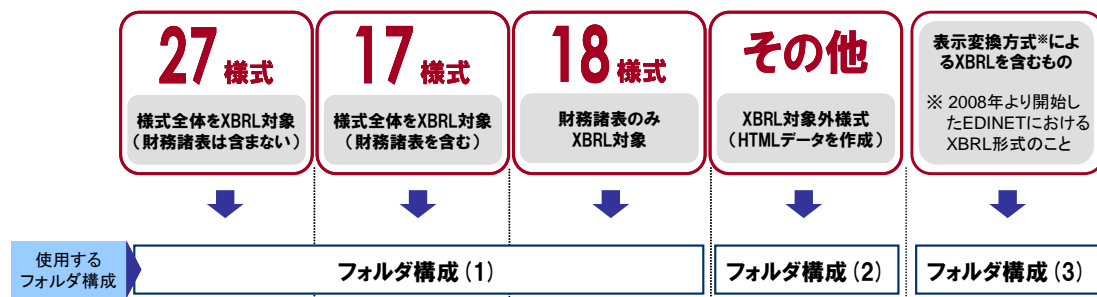 27 様式
様式全体をXBRL対象
（財務諸表は含まない）
17 様式
様式全体をXBRL対象
（財務諸表を含む）
18 様式
財務諸表のみ
XBRL対象
その他
XBRL対象外様式
（HTMLデータを作成）
表示変換方式※によ
るXBRLを含むもの
※ 2008年より開始し
たEDINETにおける
XBRL形式のこと
使用する
フォルダ構成
フォルダ構成（1）
フォルダ構成（2）
フォルダ構成（3）